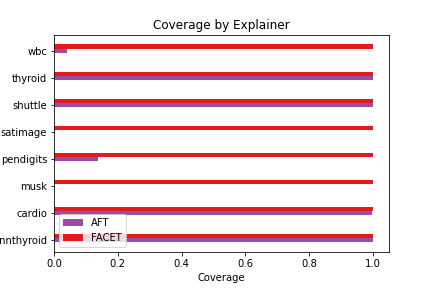 Coverage by Explainer
wbc
thyroid
shuttle
satimage
pendigits
musk
cardio
nnthyroid
AFT
FACET
0.0 0.2 0.4 0.6 0.8 1.0
Coverage